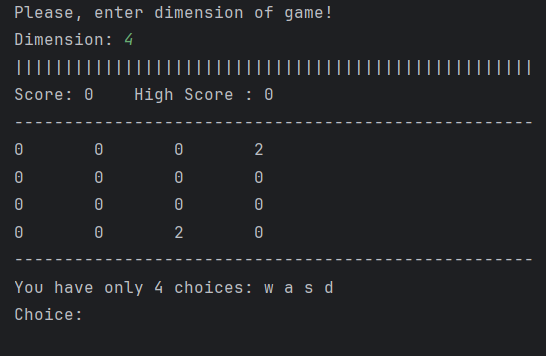 Please, enter dimension of game!
Dimension: 4
||||||||||||||||||||||||||||||||||||||||||||||||||||
Score: 0    High Score : 0
----------------------------------------------------
0       0       0       2
0       0       0       0
0       0       0       0
0       0       2       0
----------------------------------------------------
You have only 4 choices: w a s d
Choice: